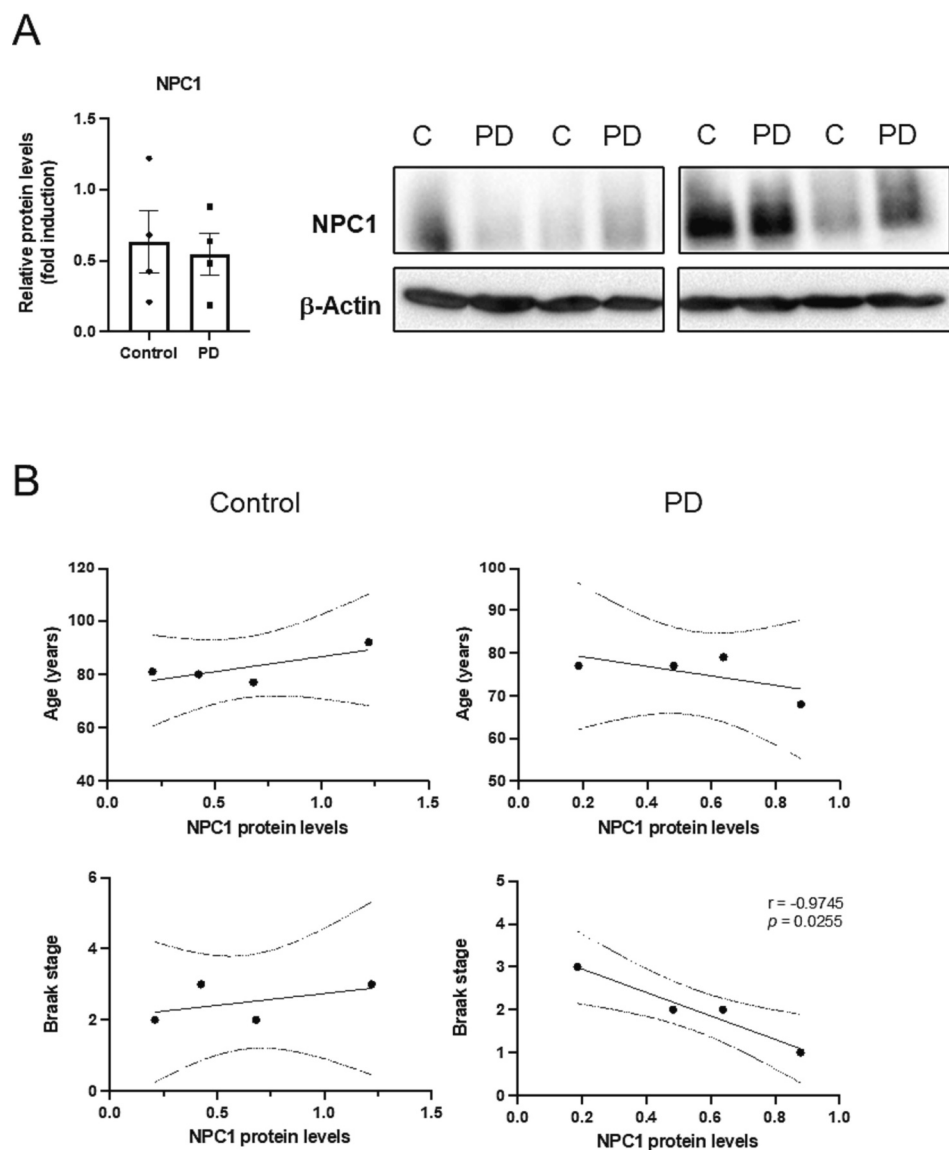 A
NPC1
Relative protein levels
(fold induction)
1.5
1.0
0.5
0.0
Control PD
C PD C PD C PD C PD
NPC1
β-Actin
B
Control PD
Age (years)
120
100
80
60
40
0.0 0.5 1.0 1.5
NPC1 protein levels
Age (years)
100
90
80
70
60
50
0.0 0.2 0.4 0.6 0.8 1.0
NPC1 protein levels
Braak stage
6
4
2
0
0.0 0.5 1.0 1.5
NPC1 protein levels
Braak stage
5
4
3
2
1
0
r = -0.9745
p = 0.0255
0.0 0.2 0.4 0.6 0.8 1.0
NPC1 protein levels